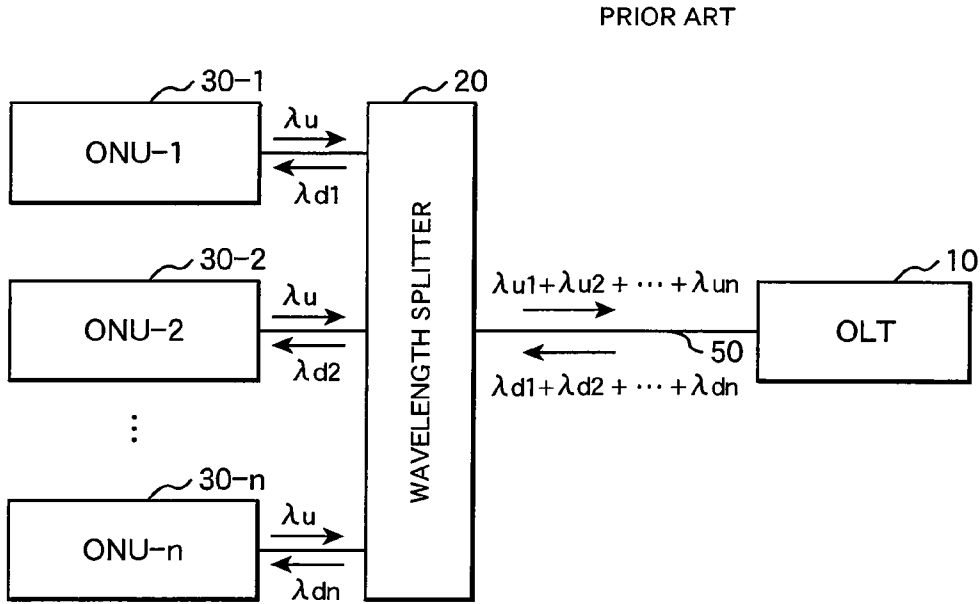 PRIOR ART
30-1
ONU-1
λu
λd1
20
WAVELENGTH SPLITTER
30-2
ONU-2
λu
λd2
λu1+λu2 + ··· +λun
50
λd1+λd2 + ··· +λdn
10
OLT
⋮
30-n
ONU-n
λu
λdn